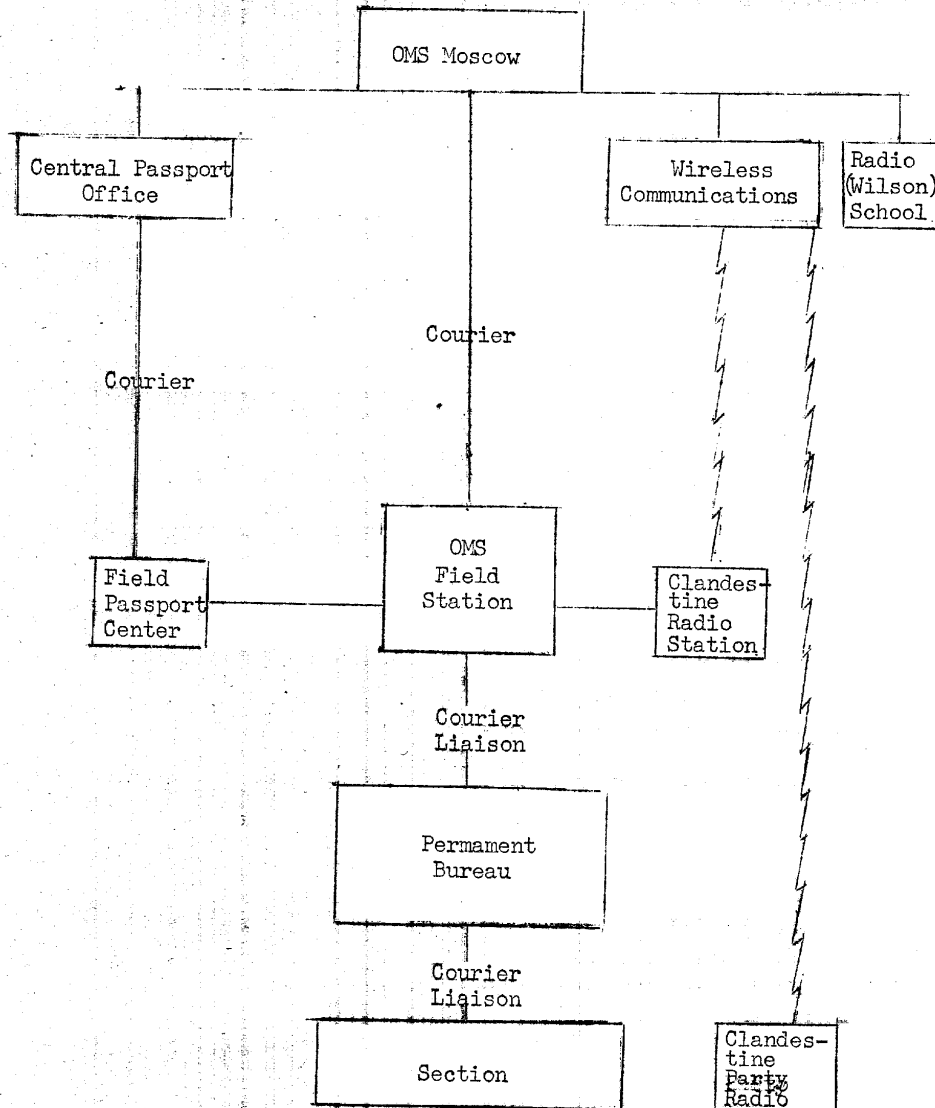 OMS Moscow
Central Passport
Office
Wireless
Communications
Radio
(Wilson)
School
Courier
Courier
Field
Passport
Center
OMS
Field
Station
Clandes-
tine
Radio
Station
Courier
Liaison
Permament
Bureau
Courier
Liaison
Section
Clandes-
tine
Party
Radio